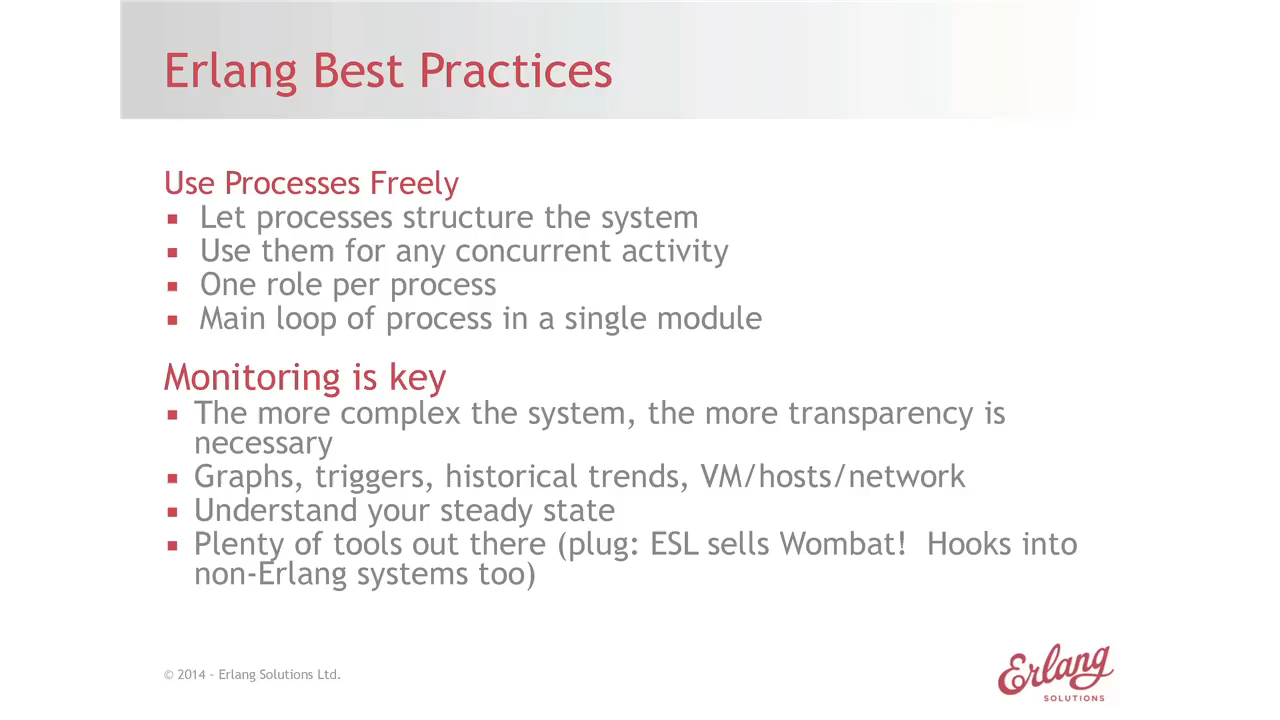 Erlang Best Practices
Use Processes Freely
▪ Let processes structure the system
▪ Use them for any concurrent activity
▪ One role per process
▪ Main loop of process in a single module
Monitoring is key
▪ The more complex the system, the more transparency is
necessary
▪ Graphs, triggers, historical trends, VM/hosts/network
▪ Understand your steady state
▪ Plenty of tools out there (plug: ESL sells Wombat!  Hooks into
non-Erlang systems too)
© 2014 - Erlang Solutions Ltd.
Erlang
SOLUTIONS